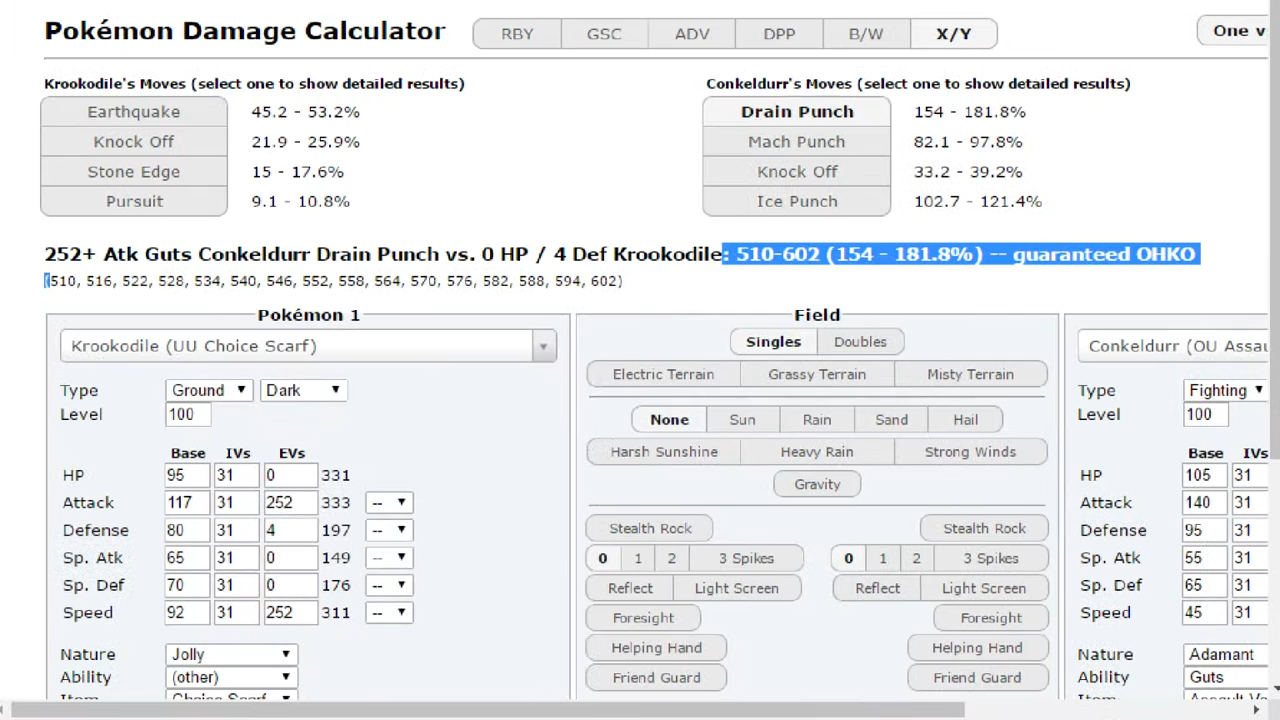 Pokémon Damage Calculator RBY GSC ADV DPP B/W X/Y One v
Krookodile's Moves (select one to show detailed results) Conkeldurr's Moves (select one to show detailed results)
Earthquake 45.2 - 53.2% Drain Punch 154 - 181.8%
Knock Off 21.9 - 25.9% Mach Punch 82.1 - 97.8%
Stone Edge 15 - 17.6% Knock Off 33.2 - 39.2%
Pursuit 9.1 - 10.8% Ice Punch 102.7 - 121.4%
252+ Atk Guts Conkeldurr Drain Punch vs. 0 HP / 4 Def Krookodile: 510-602 (154 - 181.8%) -- guaranteed OHKO
(510, 516, 522, 528, 534, 540, 546, 552, 558, 564, 570, 576, 582, 588, 594, 602)
Pokémon 1
Krookodile (UU Choice Scarf)
Type Ground Dark
Level 100
Base IVs EVs
HP 95 31 0 331
Attack 117 31 252 333 --
Defense 80 31 4 197 --
Sp. Atk 65 31 0 149 --
Sp. Def 70 31 0 176 --
Speed 92 31 252 311 --
Nature Jolly
Ability (other)
Item Choice Scarf
Field
Singles Doubles
Electric Terrain Grassy Terrain Misty Terrain
None Sun Rain Sand Hail
Harsh Sunshine Heavy Rain Strong Winds
Gravity
Stealth Rock Stealth Rock
0 1 2 3 Spikes 0 1 2 3 Spikes
Reflect Light Screen Reflect Light Screen
Foresight Foresight
Helping Hand Helping Hand
Friend Guard Friend Guard
Conkeldurr (OU Assau
Type Fighting
Level 100
Base IVs
HP 105 31
Attack 140 31
Defense 95 31
Sp. Atk 55 31
Sp. Def 65 31
Speed 45 31
Nature Adamant
Ability Guts
Item Assault Ve